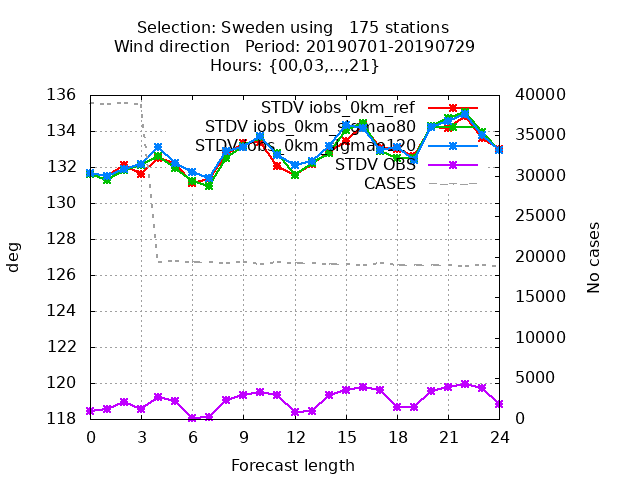 Selection: Sweden using   175 stations
Wind direction   Period: 20190701-20190729
Hours: {00,03,...,21}
136
134
132
130
128
126
124
122
120
118
deg
STDV iobs_0km_ref
STDV iobs_0km_sigmao80
STDV iobs_0km_sigmao120
STDV OBS
CASES
40000
35000
30000
25000
20000
15000
10000
5000
0
No cases
0 3 6 9 12 15 18 21 24
Forecast length